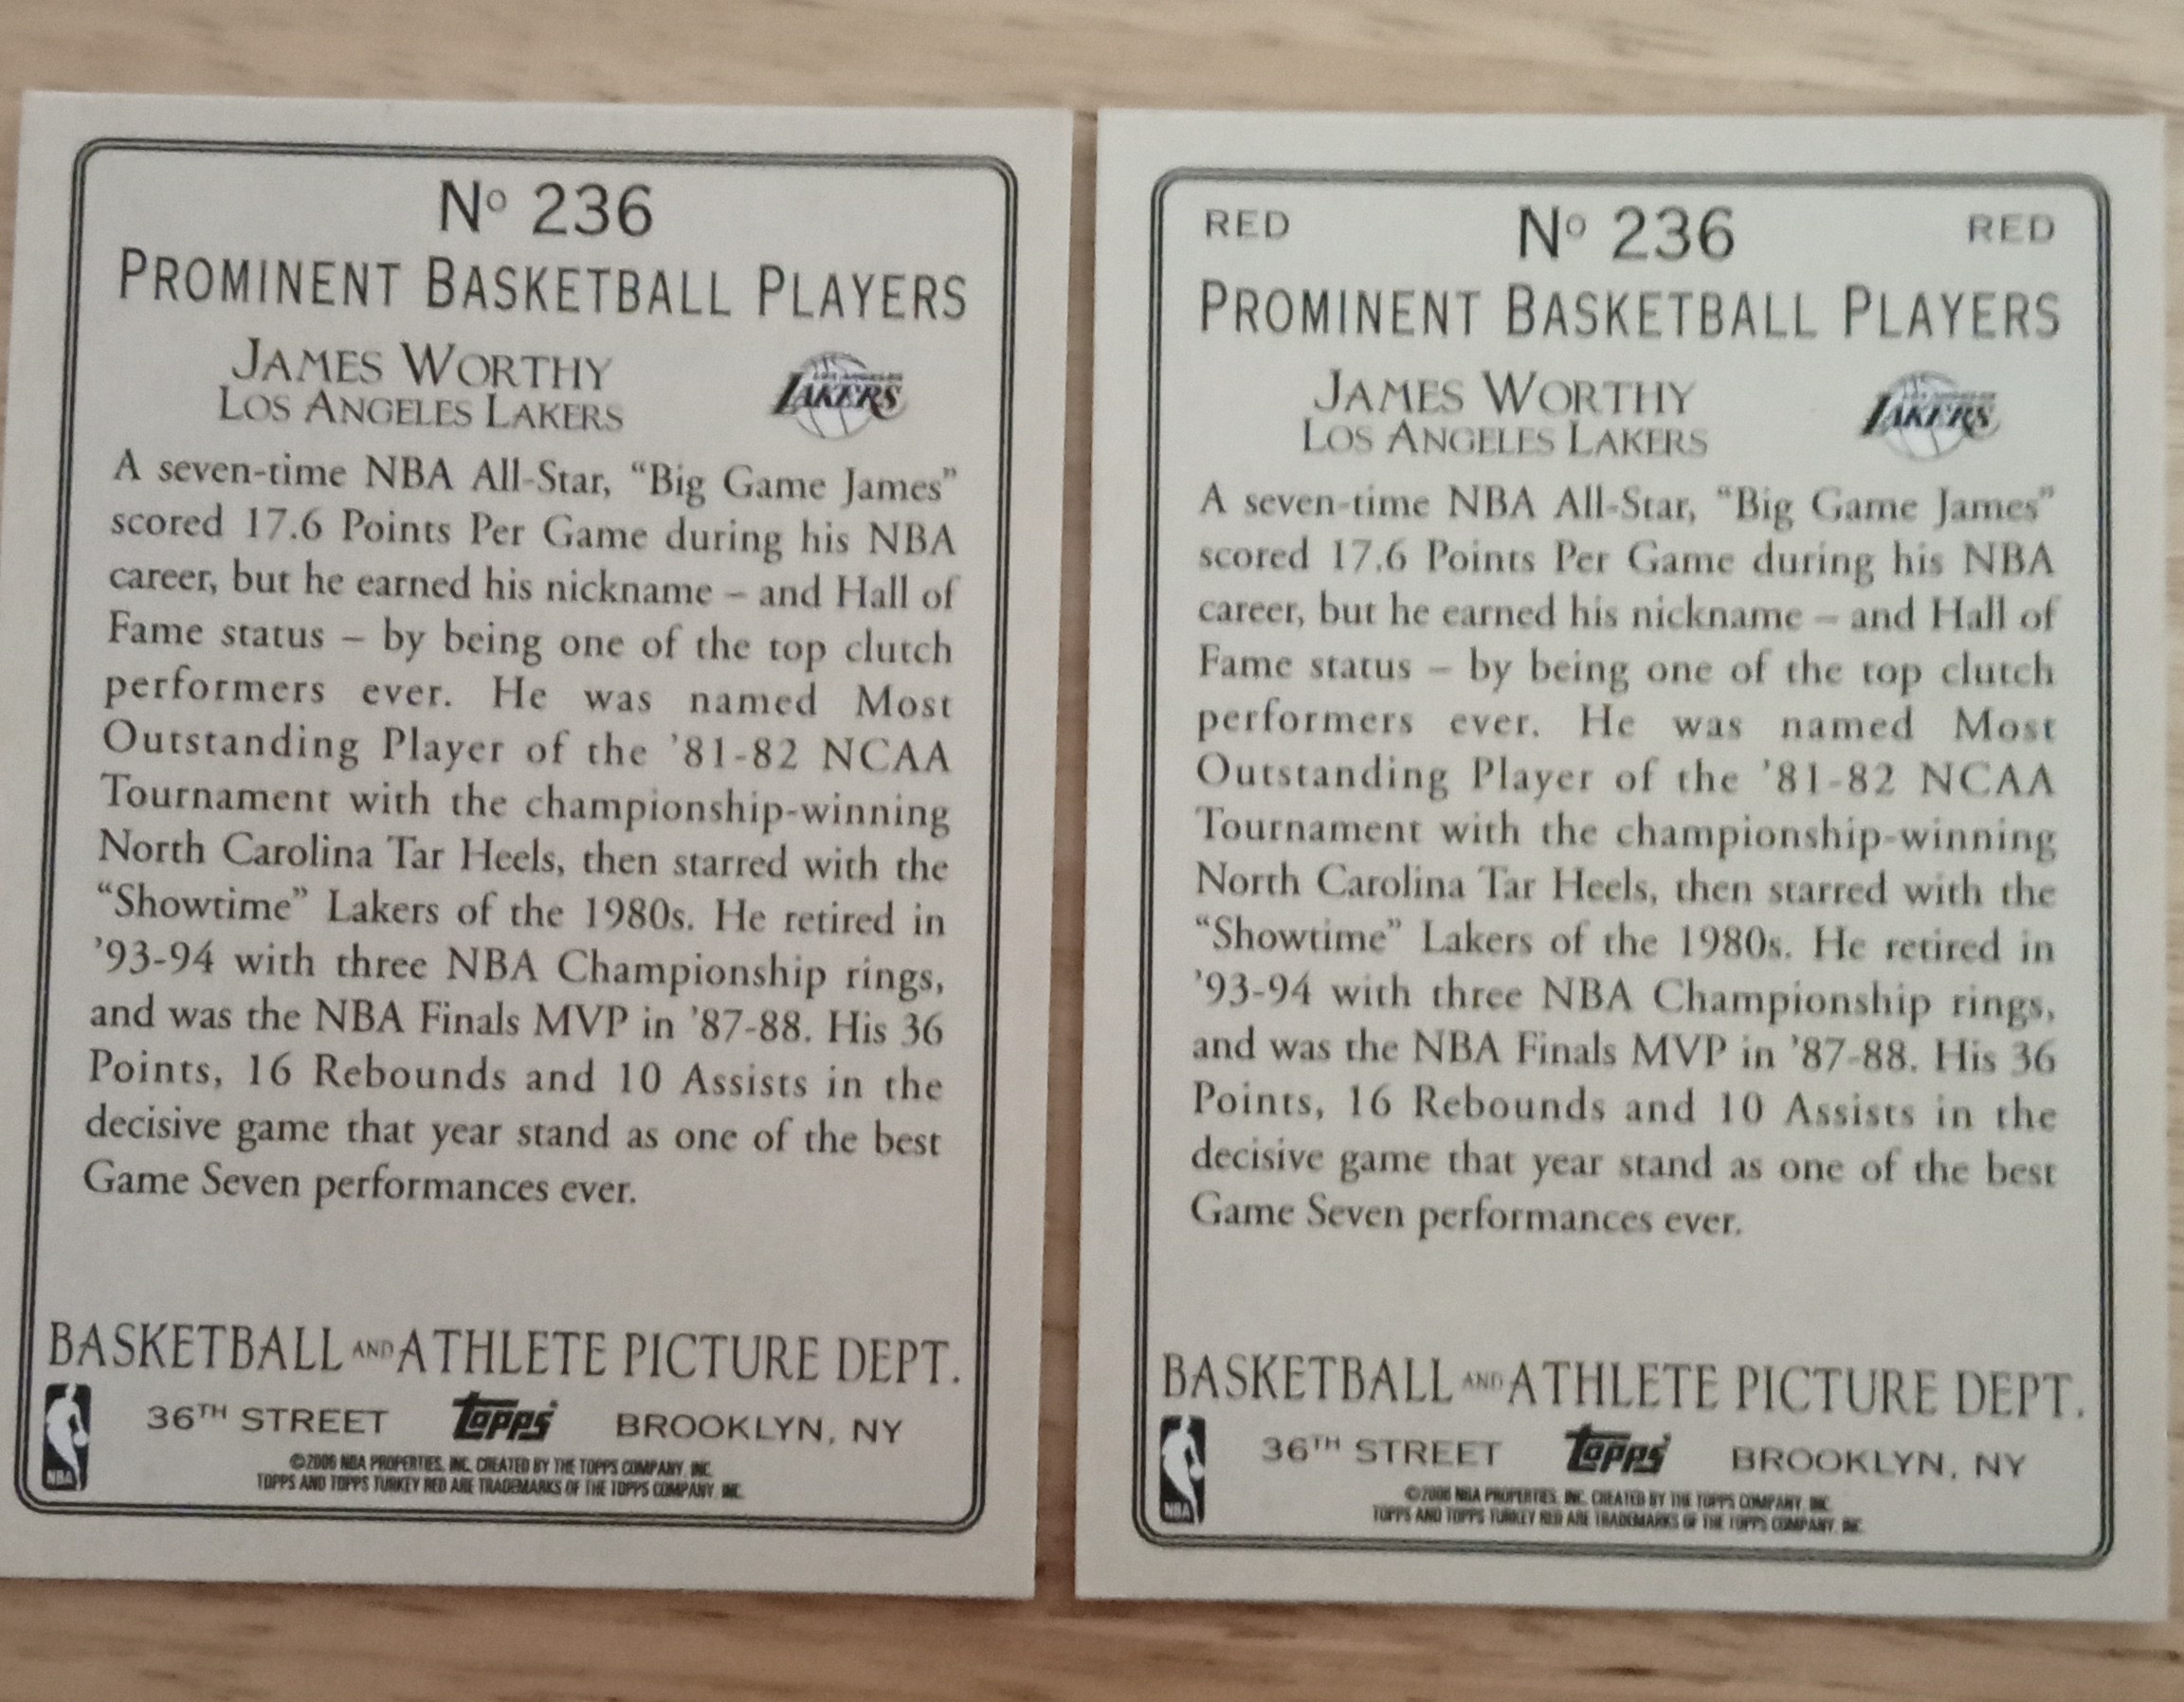 Nº 236
PROMINENT BASKETBALL PLAYERS
JAMES WORTHY
LOS ANGELES LAKERS
LOS ANGELES
LAKERS
A seven-time NBA All-Star, “Big Game James”
scored 17.6 Points Per Game during his NBA
career, but he earned his nickname – and Hall of
Fame status – by being one of the top clutch
performers ever. He was named Most
Outstanding Player of the ’81-82 NCAA
Tournament with the championship-winning
North Carolina Tar Heels, then starred with the
“Showtime” Lakers of the 1980s. He retired in
’93-94 with three NBA Championship rings,
and was the NBA Finals MVP in ’87-88. His 36
Points, 16 Rebounds and 10 Assists in the
decisive game that year stand as one of the best
Game Seven performances ever.
BASKETBALL AND ATHLETE PICTURE DEPT.
NBA
36TH STREET Topps BROOKLYN, NY
©2006 NBA PROPERTIES, INC. CREATED BY THE TOPPS COMPANY, INC.
TOPPS AND TOPPS TURKEY RED ARE TRADEMARKS OF THE TOPPS COMPANY, INC.
RED Nº 236 RED
PROMINENT BASKETBALL PLAYERS
JAMES WORTHY
LOS ANGELES LAKERS
LOS ANGELES
LAKERS
A seven-time NBA All-Star, “Big Game James”
scored 17.6 Points Per Game during his NBA
career, but he earned his nickname – and Hall of
Fame status – by being one of the top clutch
performers ever. He was named Most
Outstanding Player of the ’81-82 NCAA
Tournament with the championship-winning
North Carolina Tar Heels, then starred with the
“Showtime” Lakers of the 1980s. He retired in
’93-94 with three NBA Championship rings,
and was the NBA Finals MVP in ’87-88. His 36
Points, 16 Rebounds and 10 Assists in the
decisive game that year stand as one of the best
Game Seven performances ever.
BASKETBALL AND ATHLETE PICTURE DEPT.
NBA
36TH STREET Topps BROOKLYN, NY
©2006 NBA PROPERTIES, INC. CREATED BY THE TOPPS COMPANY, INC.
TOPPS AND TOPPS TURKEY RED ARE TRADEMARKS OF THE TOPPS COMPANY, INC.